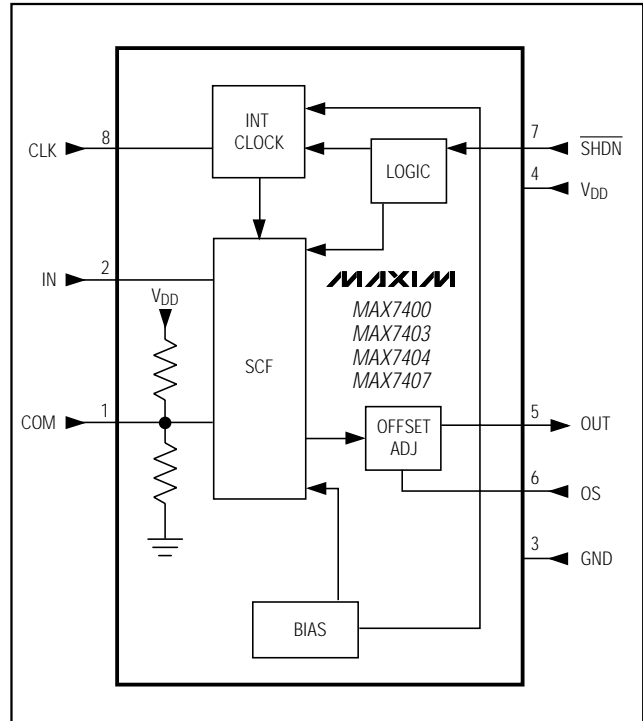 INT
CLOCK
8
CLK
7
SHDN
LOGIC
4
VDD
2
IN
VDD
MAXIM
MAX7400
MAX7403
MAX7404
MAX7407
SCF
1
COM
OFFSET
ADJ
5
OUT
6
OS
3
GND
BIAS